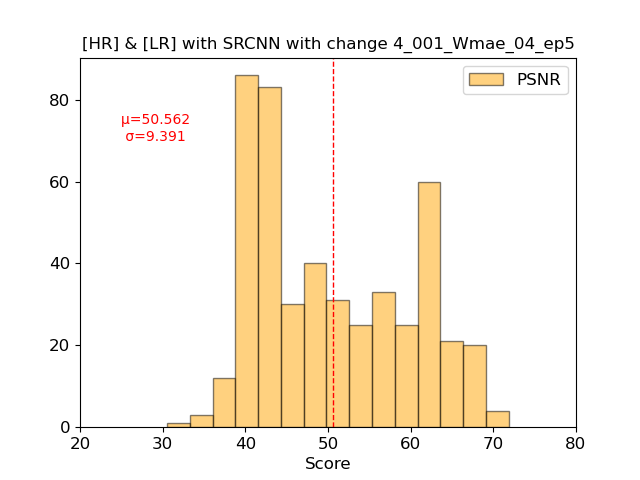 [HR] & [LR] with SRCNN with change 4_001_Wmae_04_ep5
PSNR
μ=50.562
σ=9.391
80
60
40
20
0
20 30 40 50 60 70 80
Score